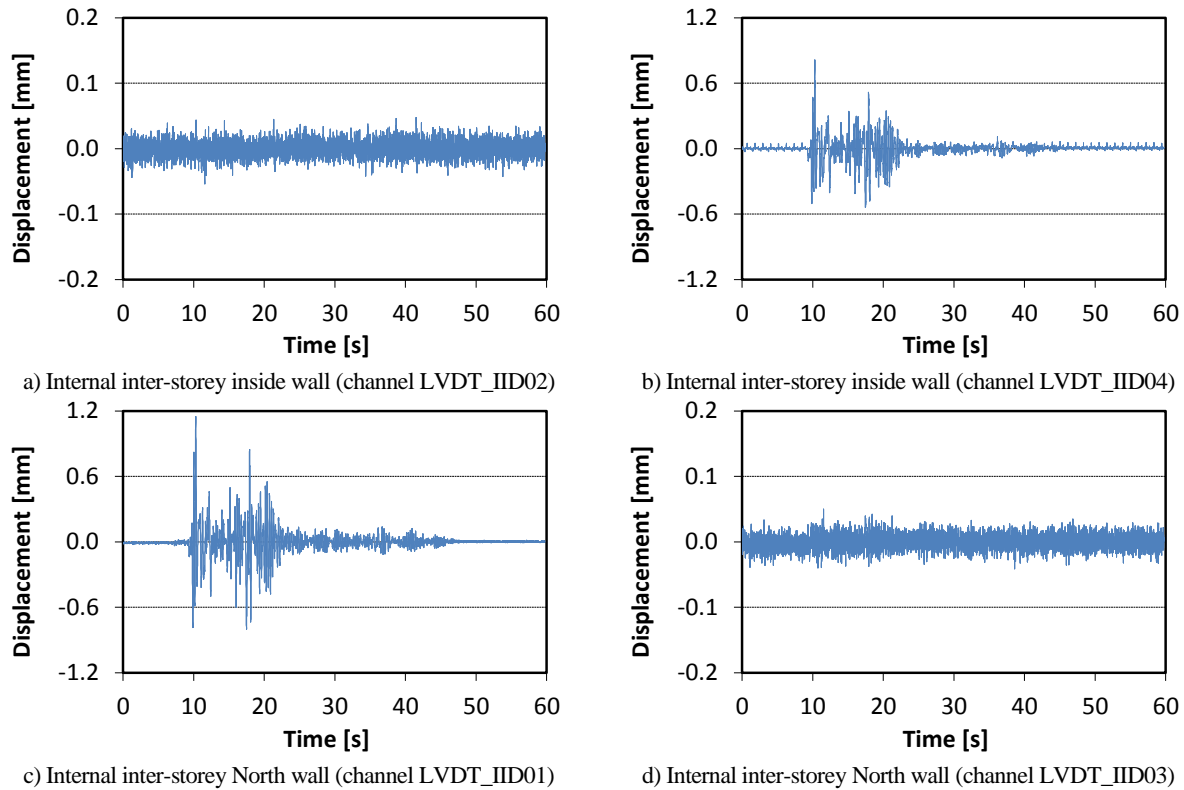 0.2
0.1
0.0
-0.1
-0.2
Displacement [mm]
0 10 20 30 40 50 60
Time [s]
a) Internal inter-storey inside wall (channel LVDT_IID02)
1.2
0.6
0.0
-0.6
-1.2
Displacement [mm]
0 10 20 30 40 50 60
Time [s]
b) Internal inter-storey inside wall (channel LVDT_IID04)
1.2
0.6
0.0
-0.6
-1.2
Displacement [mm]
0 10 20 30 40 50 60
Time [s]
c) Internal inter-storey North wall (channel LVDT_IID01)
0.2
0.1
0.0
-0.1
-0.2
Displacement [mm]
0 10 20 30 40 50 60
Time [s]
d) Internal inter-storey North wall (channel LVDT_IID03)